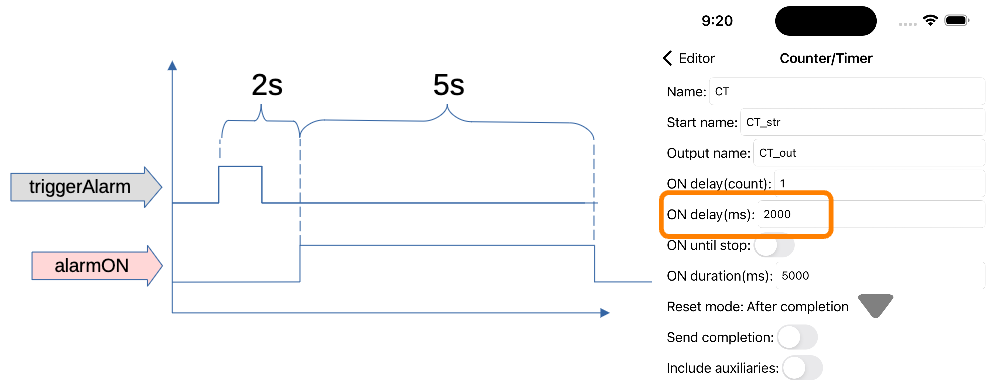 2s
5s
triggerAlarm
alarmON
9:20
Editor
Counter/Timer
Name: CT
Start name: CT_str
Output name: CT_out
ON delay(count): 1
ON delay(ms): 2000
ON until stop:
ON duration(ms): 5000
Reset mode: After completion
Send completion:
Include auxiliaries: